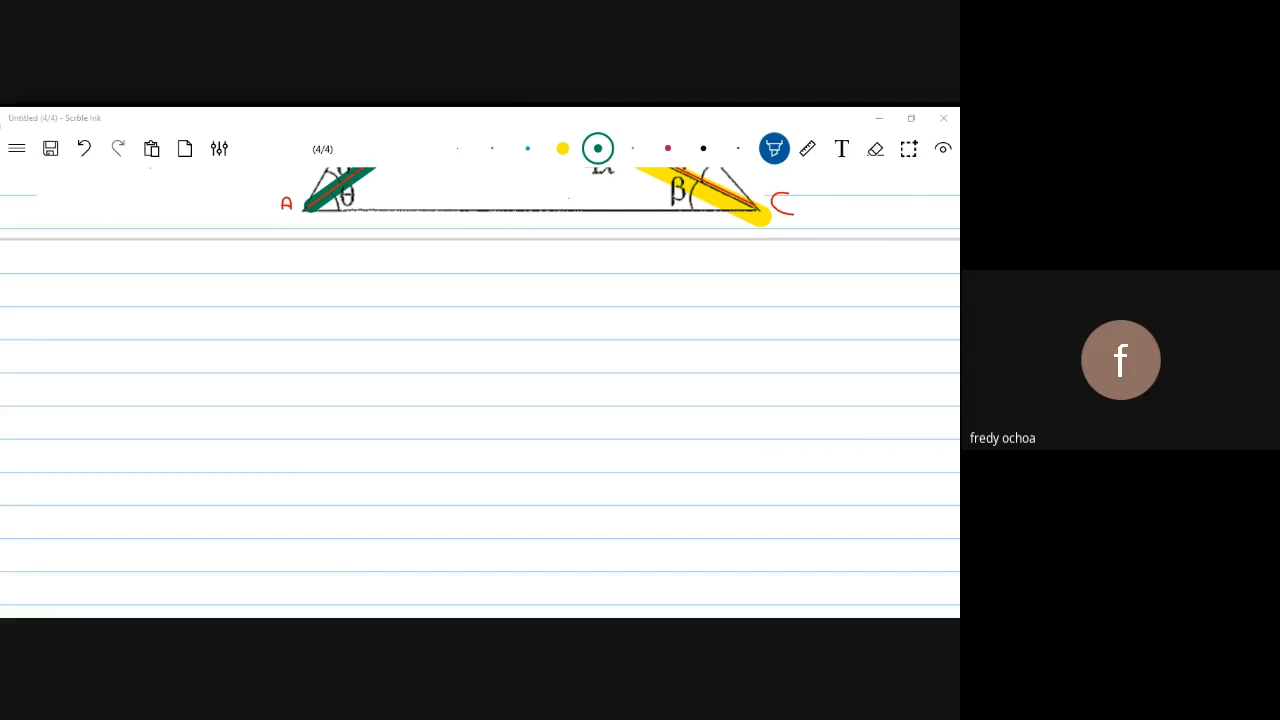 Untitled (4/4) - Scrble Ink
(4/4)
T
A θ β C
f
fredy ochoa